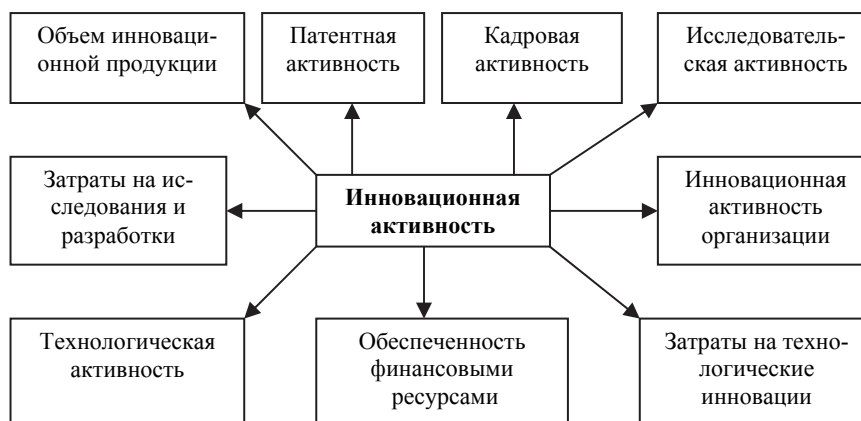 Объем инноваци-
онной продукции
Патентная
активность
Кадровая
активность
Исследователь-
ская активность
Затраты на ис-
следования и
разработки
Инновационная
активность
Инновационная
активность
организации
Технологическая
активность
Обеспеченность
финансовыми
ресурсами
Затраты на техно-
логические
инновации